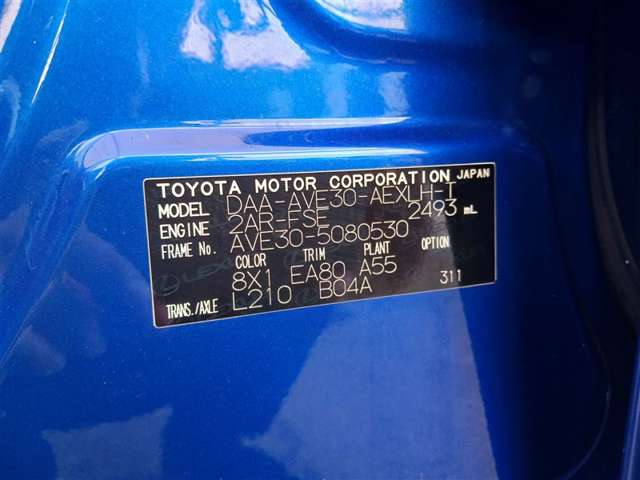 TOYOTA MOTOR CORPORATION JAPAN
MODEL DAA-AVE30-AEXLH-T
ENGINE 2AR-FSE 2493 mL
FRAME No. AVE30-5080530
COLOR TRIM PLANT OPTION
8X1 EA80 A55
TRANS./AXLE L210 B04A 311